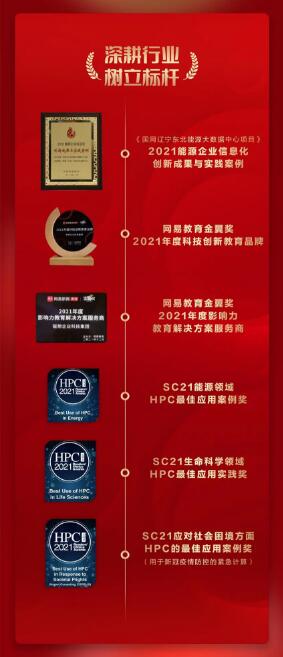 深耕行业
树立标杆
《国网辽宁东北能源大数据中心项目》
2021能源企业信息化
创新成果与实践案例
网易教育金翼奖
2021年度科技创新教育品牌
2021年度
影响力教育解决方案服务商
网易教育金翼奖
2021年度影响力
教育解决方案服务商
HPC
2021
Best Use of HPC
in Energy
SC21能源领域
HPC最佳应用案例奖
HPC
2021
Best Use of HPC
in Life Sciences
SC21生命科学领域
HPC最佳应用实践奖
HPC
2021
Best Use of HPC
in Response to
Societal Plights
SC21应对社会困境方面
HPC的最佳应用案例奖
(用于新冠疫情防控的紧急计算)